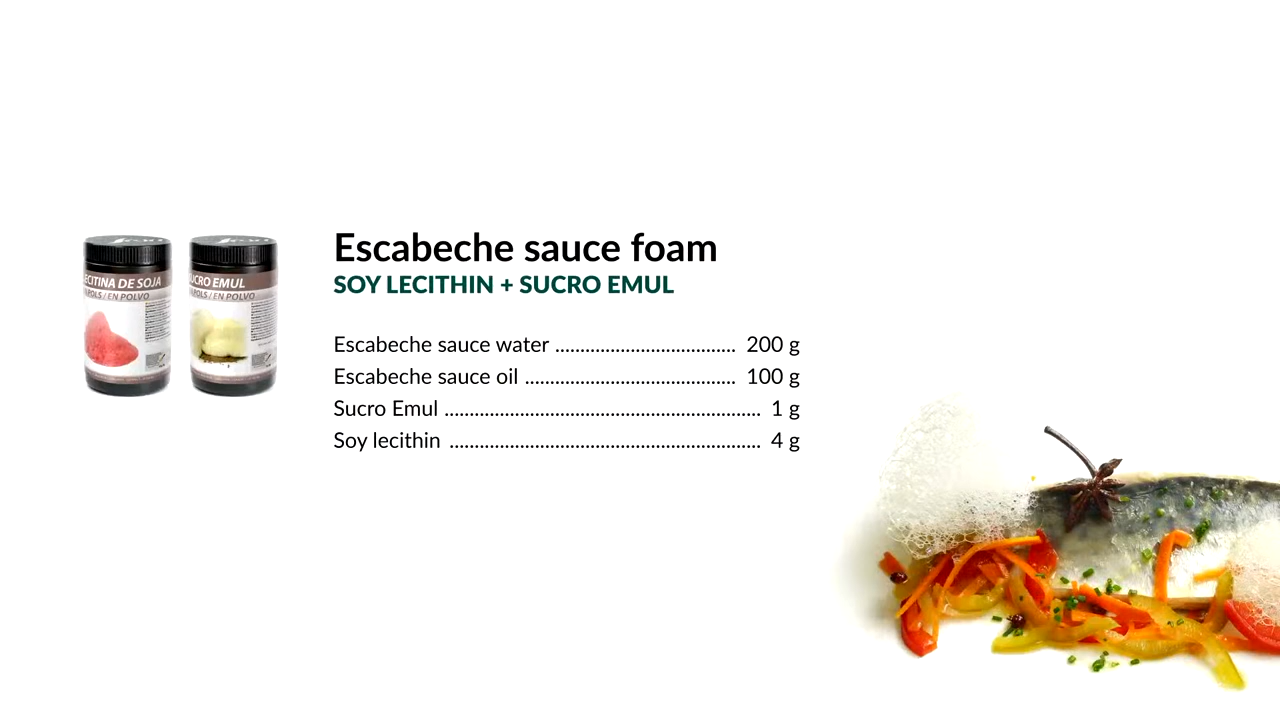 Escabeche sauce foam
SOY LECITHIN + SUCRO EMUL
Escabeche sauce water ................................... 200 g
Escabeche sauce oil ......................................... 100 g
Sucro Emul .............................................................. 1 g
Soy lecithin ............................................................. 4 g
ECITINA DE SOJA
POLS / EN POLVO
UCRO EMUL
POLS / EN POLVO